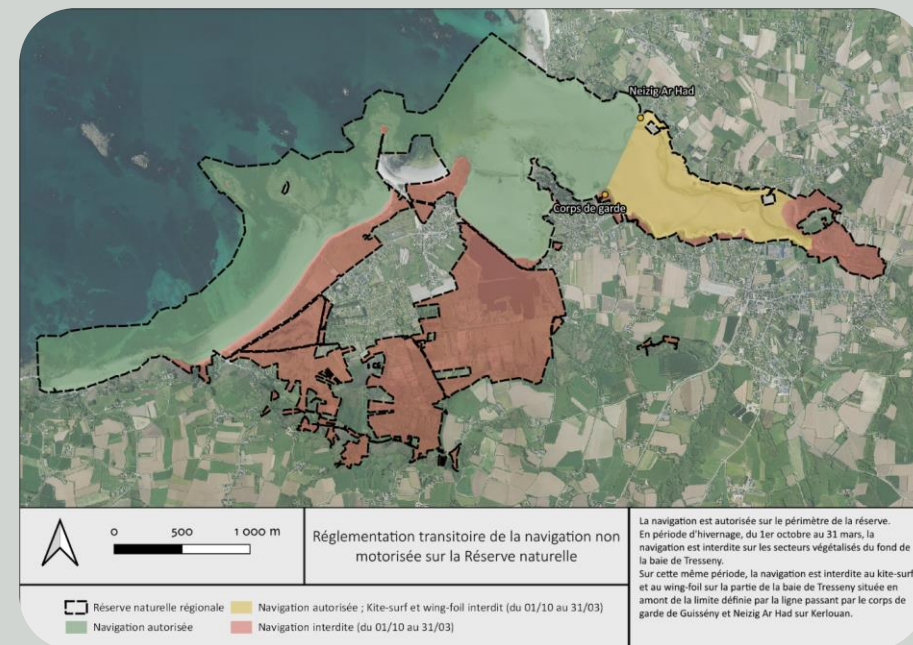 Neizig Ar Had
Corps de garde
0 500 1 000 m
Réglementation transitoire de la navigation non
motorisée sur la Réserve naturelle
La navigation est autorisée sur le périmètre de la réserve.
En période d'hivernage, du 1er octobre au 31 mars, la
navigation est interdite sur les secteurs végétalisés du fond de
la baie de Tresseny.
Sur cette même période, la navigation est interdite au kite-surf
et au wing-foil sur la partie de la baie de Tresseny située en
amont de la limite définie par la ligne passant par le corps de
garde de Guissény et Neizig Ar Had sur Kerlouan.
Réserve naturelle régionale
Navigation autorisée ; Kite-surf et wing-foil interdit (du 01/10 au 31/03)
Navigation autorisée
Navigation interdite (du 01/10 au 31/03)